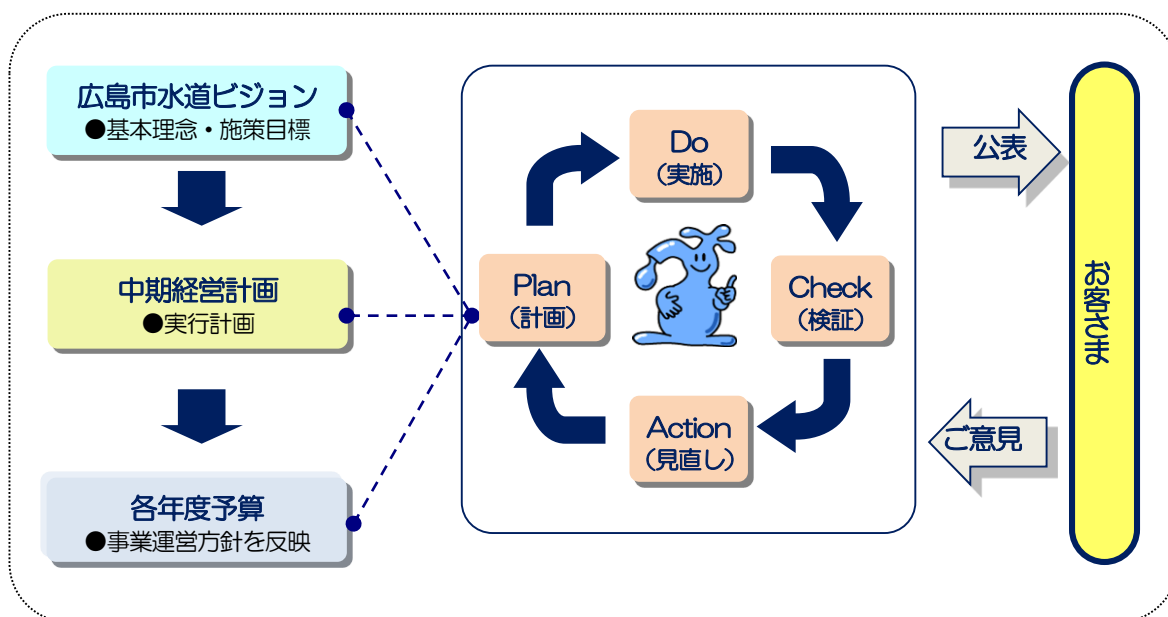 広島市水道ビジョン
●基本理念・施策目標
中期経営計画
●実行計画
各年度予算
●事業運営方針を反映
Do
（実施）
Plan
（計画）
Check
（検証）
Action
（見直し）
公表
ご意見
お客さま